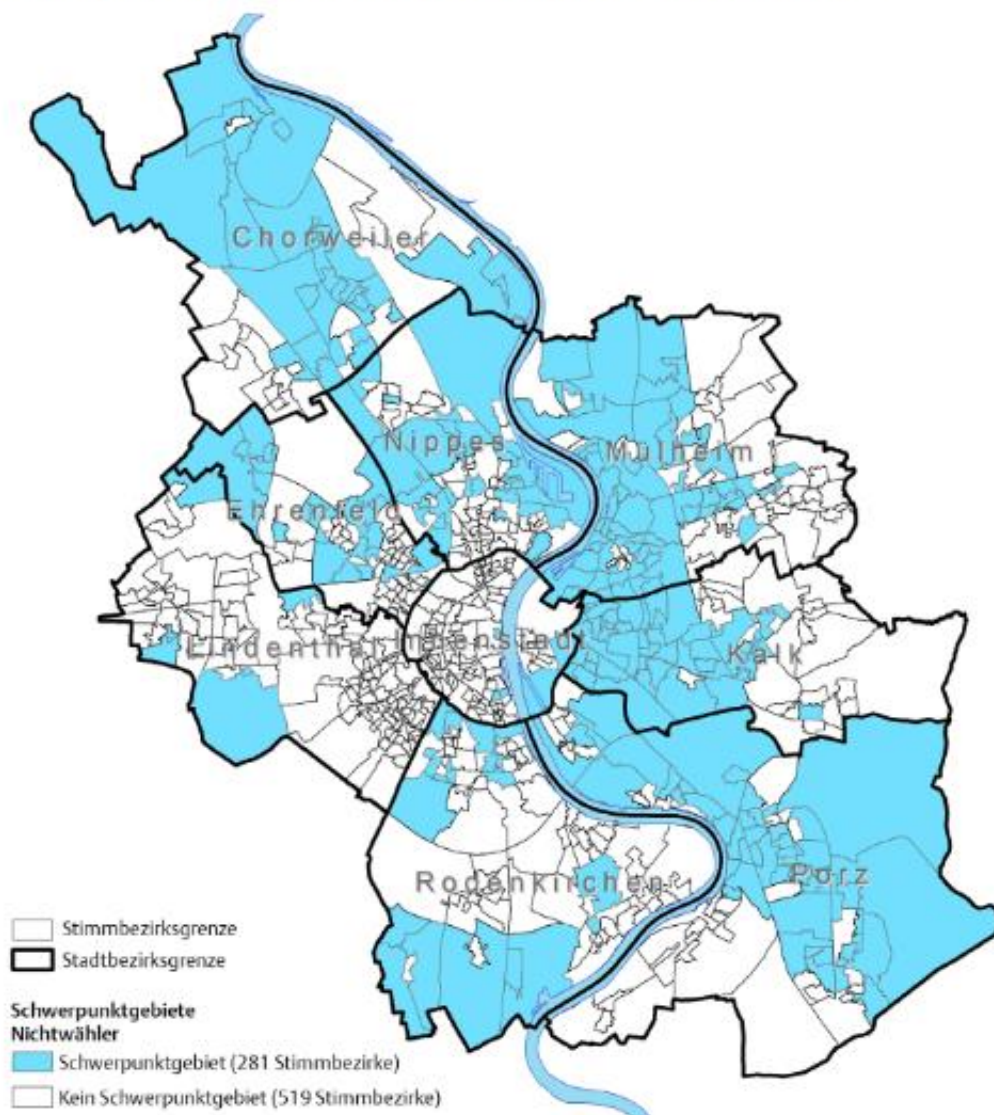 Chorweiler
Nippes
Mülheim
Ehrenfeld
Lindenthal
Innenstadt
Kalk
Rodenkirchen
Porz
Stimmbezirksgrenze
Stadtbezirksgrenze
Schwerpunktgebiete
Nichtwähler
Schwerpunktgebiet (281 Stimmbezirke)
Kein Schwerpunktgebiet (519 Stimmbezirke)